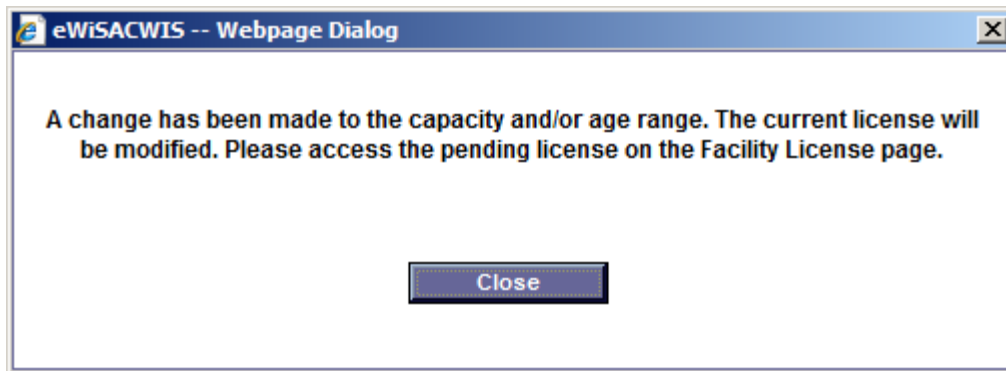 eWiSACWIS -- Webpage Dialog
A change has been made to the capacity and/or age range. The current license will
be modified. Please access the pending license on the Facility License page.
Close